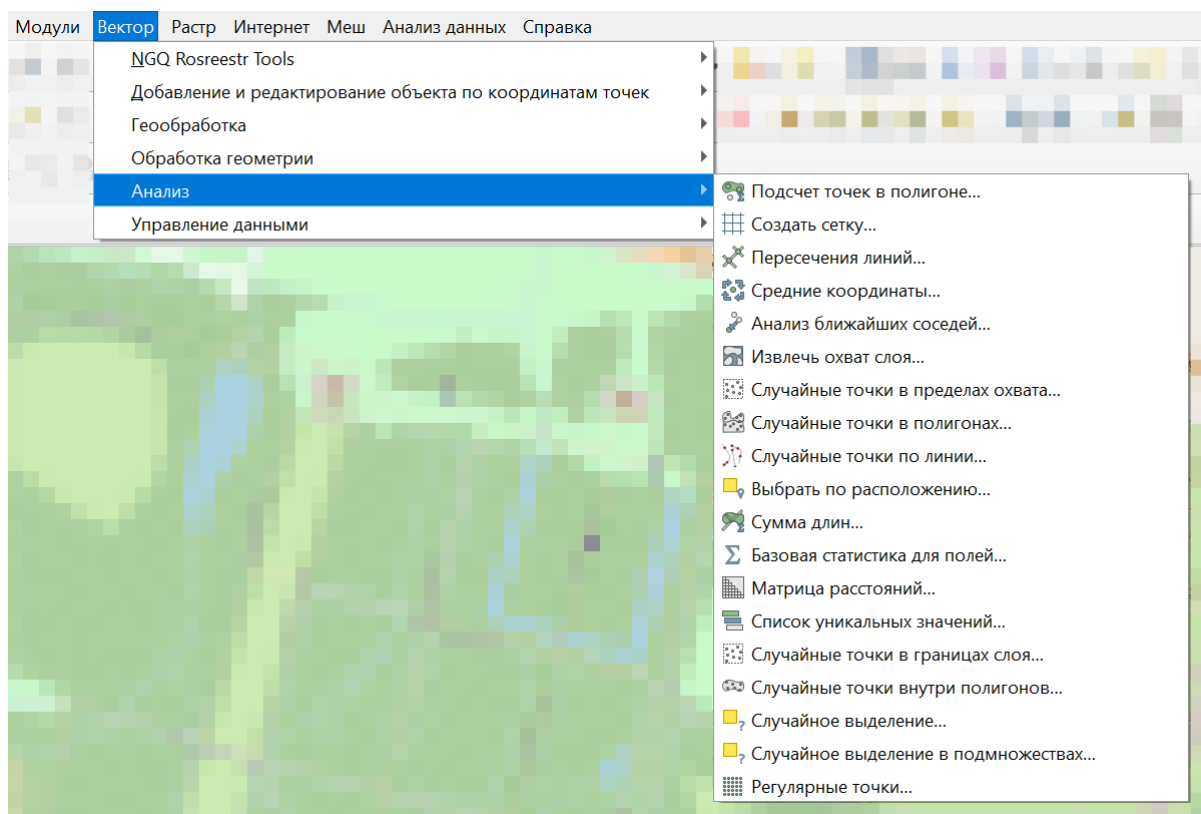 Модули Вектор Растр Интернет Меш Анализ данных Справка
NGQ Rosreestr Tools
Добавление и редактирование объекта по координатам точек
Геообработка
Обработка геометрии
Анализ
Управление данными
Подсчет точек в полигоне...
Создать сетку...
Пересечения линий...
Средние координаты...
Анализ ближайших соседей...
Извлечь охват слоя...
Случайные точки в пределах охвата...
Случайные точки в полигонах...
Случайные точки по линии...
Выбрать по расположению...
Сумма длин...
Базовая статистика для полей...
Матрица расстояний...
Список уникальных значений...
Случайные точки в границах слоя...
Случайные точки внутри полигонов...
Случайное выделение...
Случайное выделение в подмножествах...
Регулярные точки...